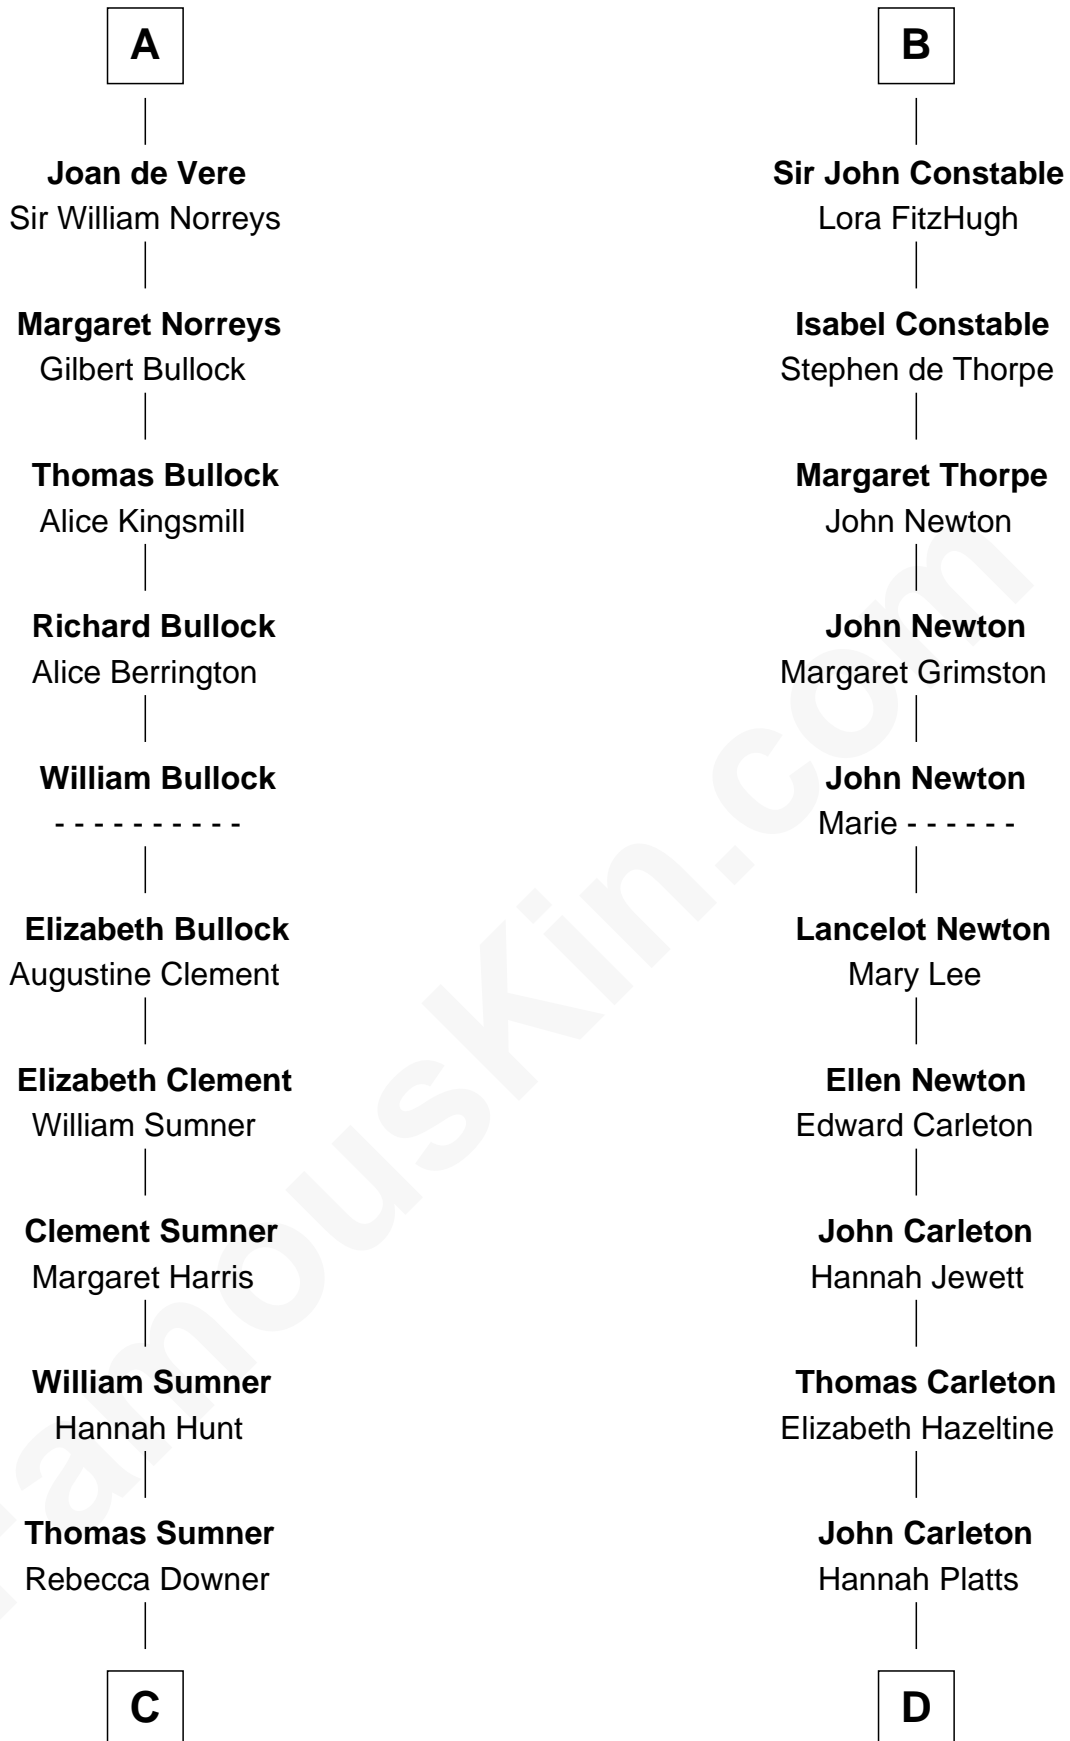 A
Joan de Vere
Sir William Norreys
Margaret Norreys
Gilbert Bullock
Thomas Bullock
Alice Kingsmill
Richard Bullock
Alice Berrington
William Bullock
- - - - - - - - - -
Elizabeth Bullock
Augustine Clement
Elizabeth Clement
William Sumner
Clement Sumner
Margaret Harris
William Sumner
Hannah Hunt
Thomas Sumner
Rebecca Downer
C
B
Sir John Constable
Lora FitzHugh
Isabel Constable
Stephen de Thorpe
Margaret Thorpe
John Newton
John Newton
Margaret Grimston
John Newton
Marie - - - - - -
Lancelot Newton
Mary Lee
Ellen Newton
Edward Carleton
John Carleton
Hannah Jewett
Thomas Carleton
Elizabeth Hazeltine
John Carleton
Hannah Platts
D
FamousKin.com